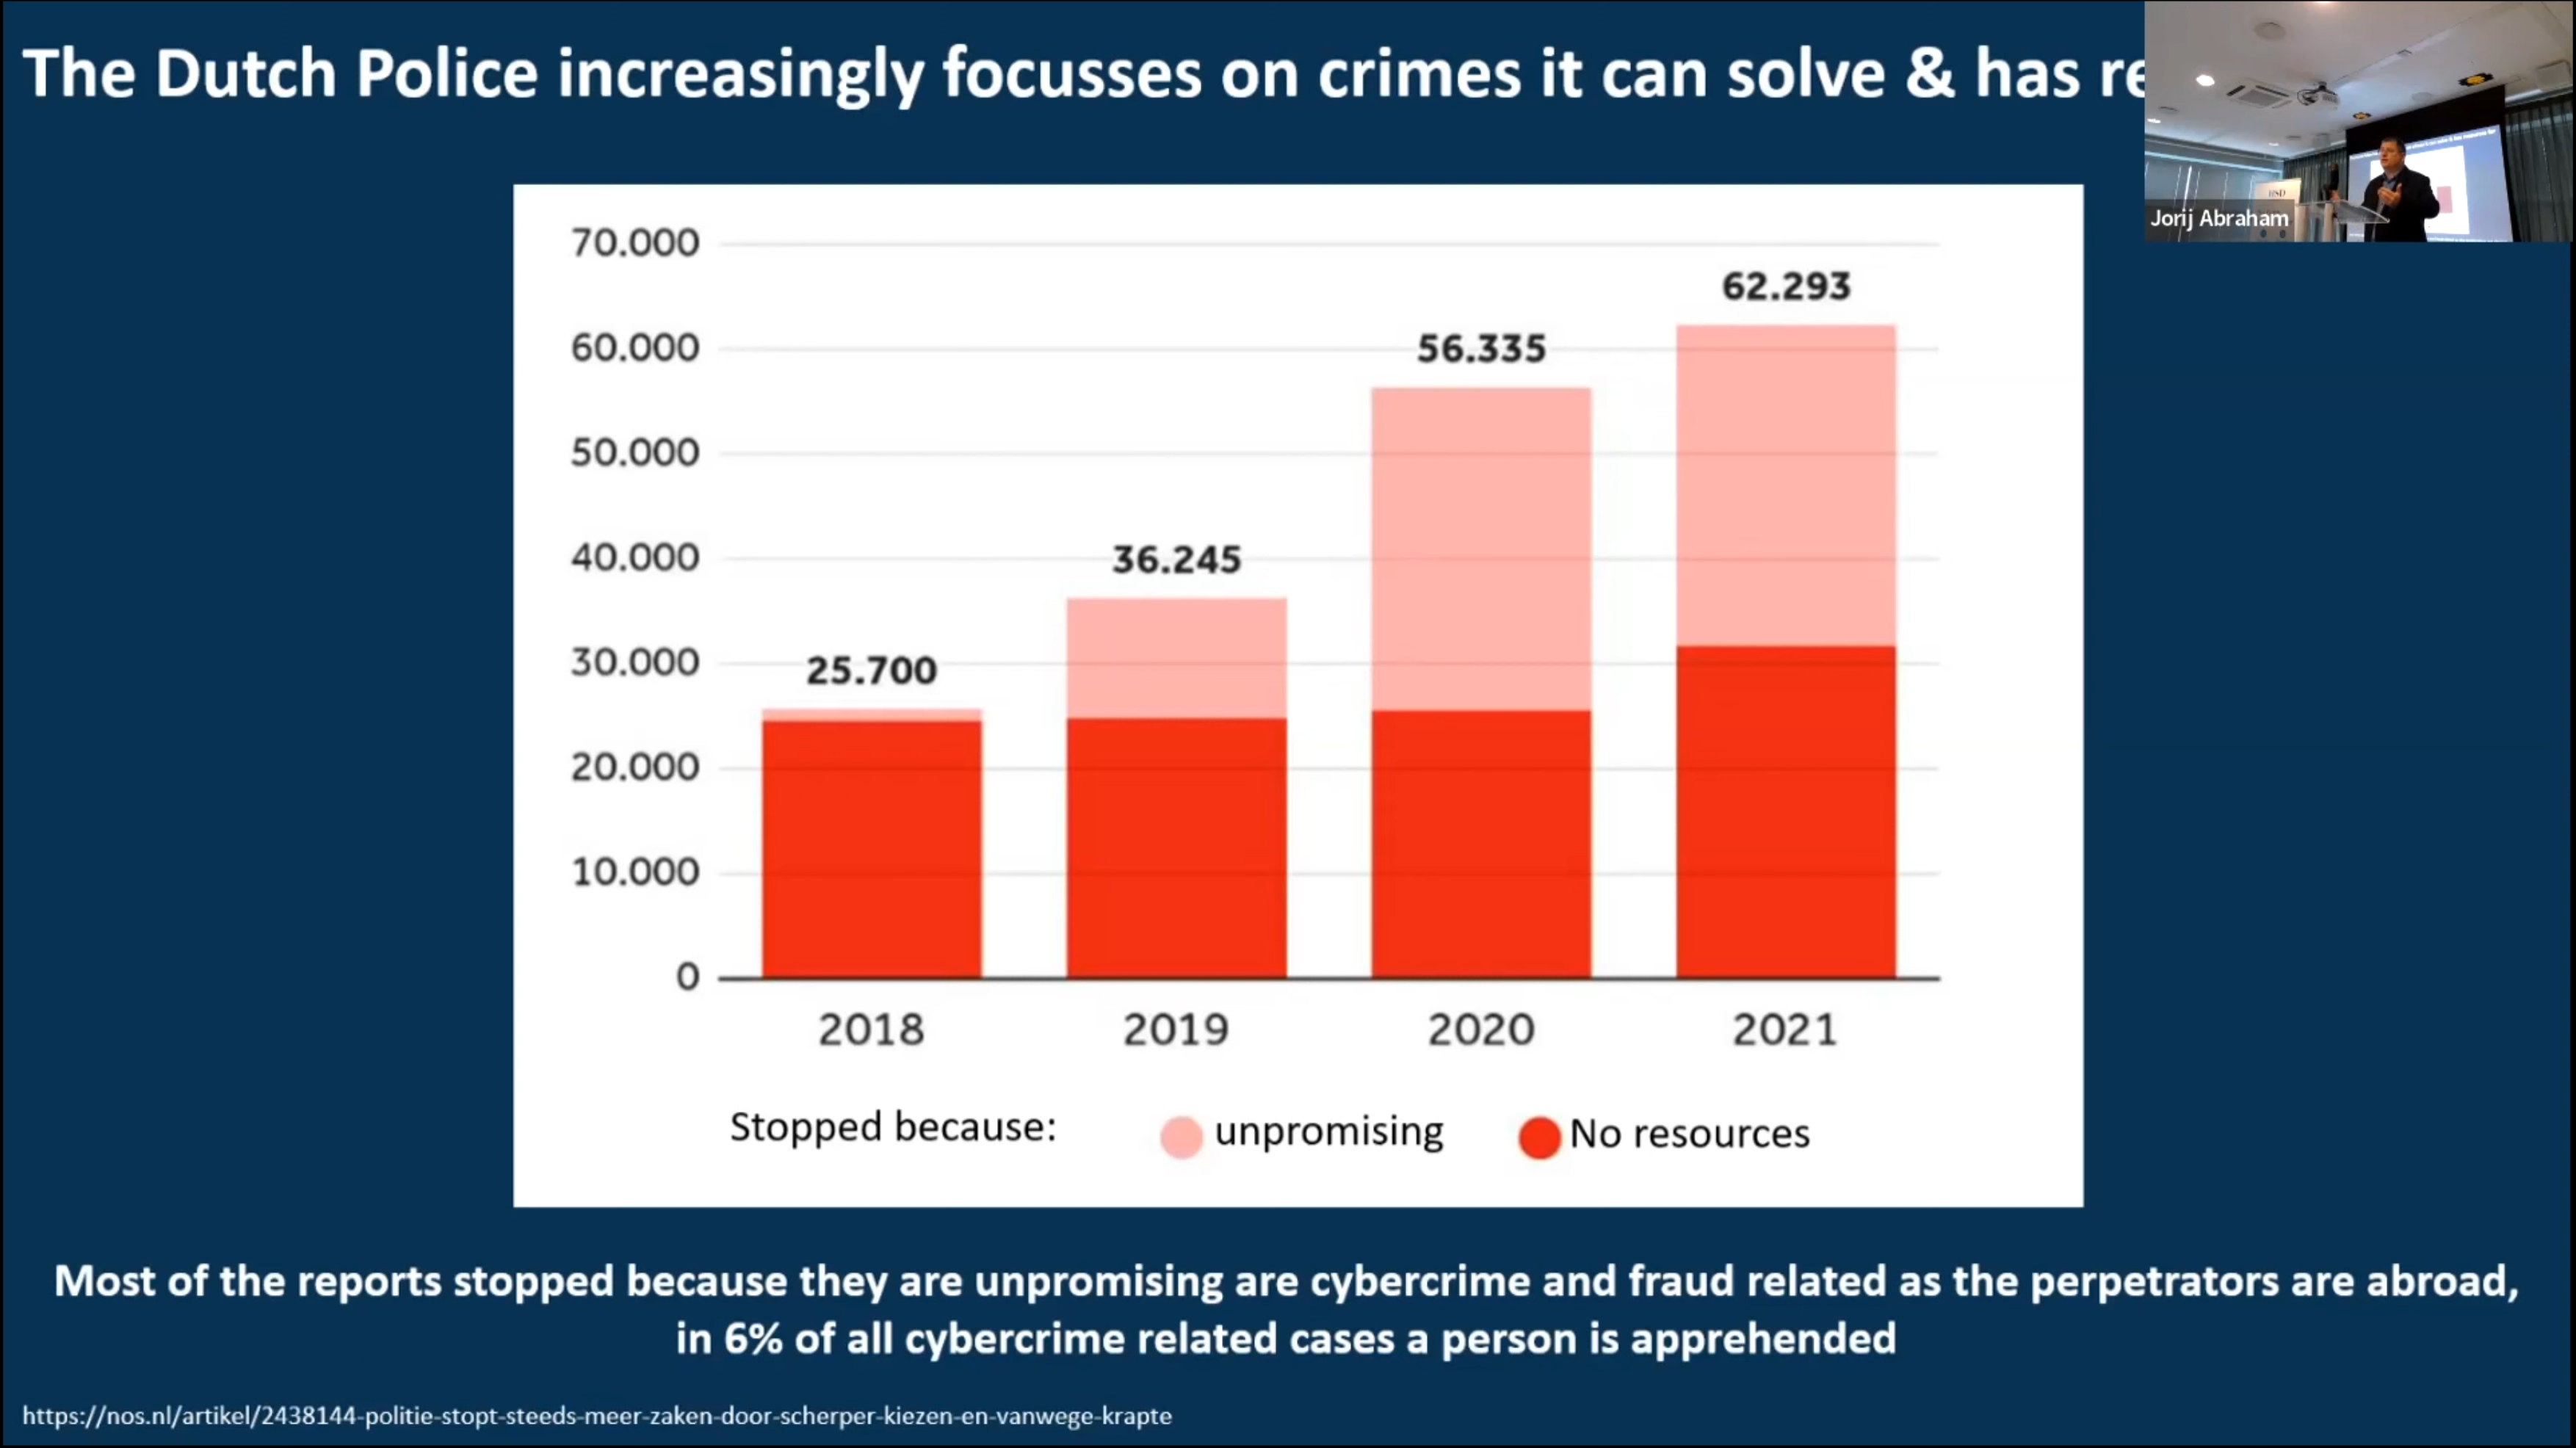 The Dutch Police increasingly focusses on crimes it can solve & has re
Jorij Abraham
70.000
60.000
50.000
40.000
30.000
20.000
10.000
0
25.700
36.245
56.335
62.293
2018
2019
2020
2021
Stopped because:
unpromising
No resources
Most of the reports stopped because they are unpromising are cybercrime and fraud related as the perpetrators are abroad,
in 6% of all cybercrime related cases a person is apprehended
https://nos.nl/artikel/2438144-politie-stopt-steeds-meer-zaken-door-scherper-kiezen-en-vanwege-krapte